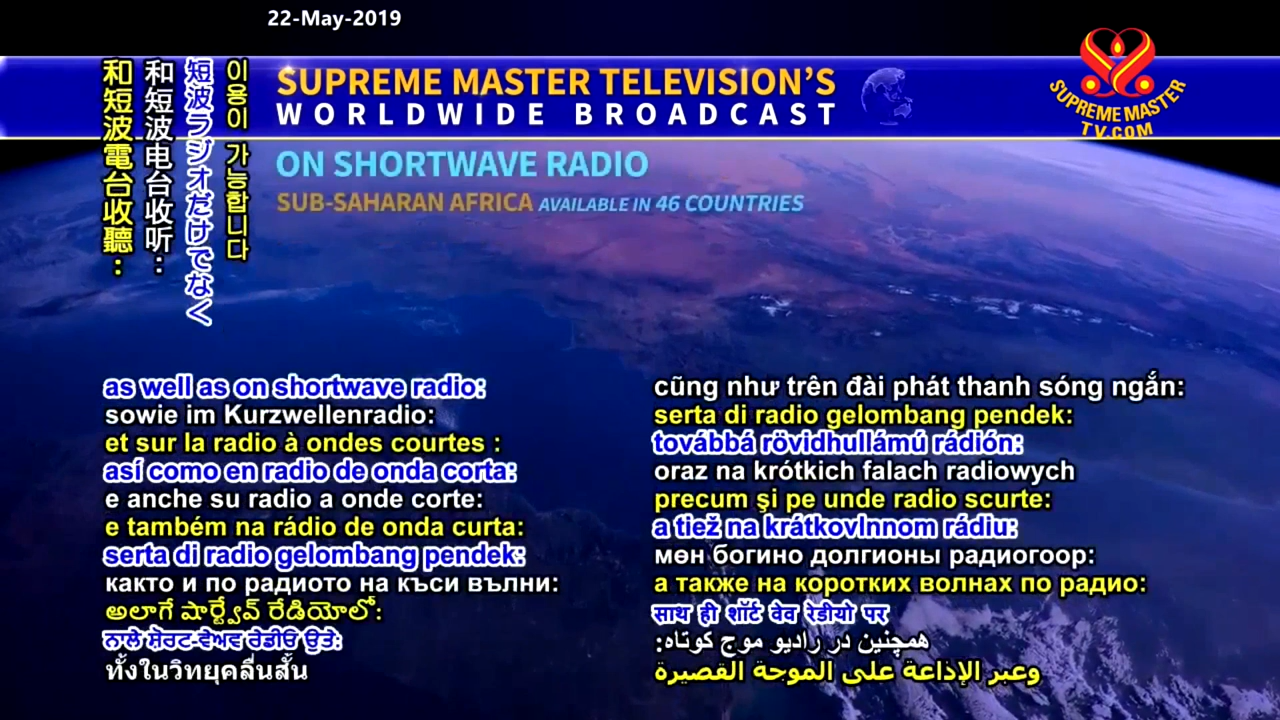 22-May-2019
SUPREME MASTER TELEVISION'S
WORLDWIDE BROADCAST
SUPREME MASTER
TV.COM
ON SHORTWAVE RADIO
SUB-SAHARAN AFRICA AVAILABLE IN 46 COUNTRIES
이용이 가능합니다
短波ラジオだけでなく
和短波电台收听：
和短波電台收聽：
as well as on shortwave radio:
sowie im Kurzwellenradio:
et sur la radio à ondes courtes :
así como en radio de onda corta:
e anche su radio a onde corte:
e também na rádio de onda curta:
serta di radio gelombang pendek:
както и по радиото на къси вълни:
అలాగే షార్ట్వేవ్ రేడియోలో:
ਨਾਲੇ ਸ਼ੋਰਟ-ਵੇਅਵ ਰੇਡੀਓ ਉਤੇ:
ทั้งในวิทยุคลื่นสั้น
cũng như trên đài phát thanh sóng ngắn:
serta di radio gelombang pendek:
továbbá rövidhullámú rádión:
oraz na krótkich falach radiowych
precum şi pe unde radio scurte:
a tiež na krátkovlnnom rádiu:
мөн богино долгионы радиогоор:
а также на коротких волнах по радио:
साथ ही शॉर्ट वेव रेडीयो पर
همچنین در رادیو موج کوتاه:
وعبر الإذاعة على الموجة القصيرة